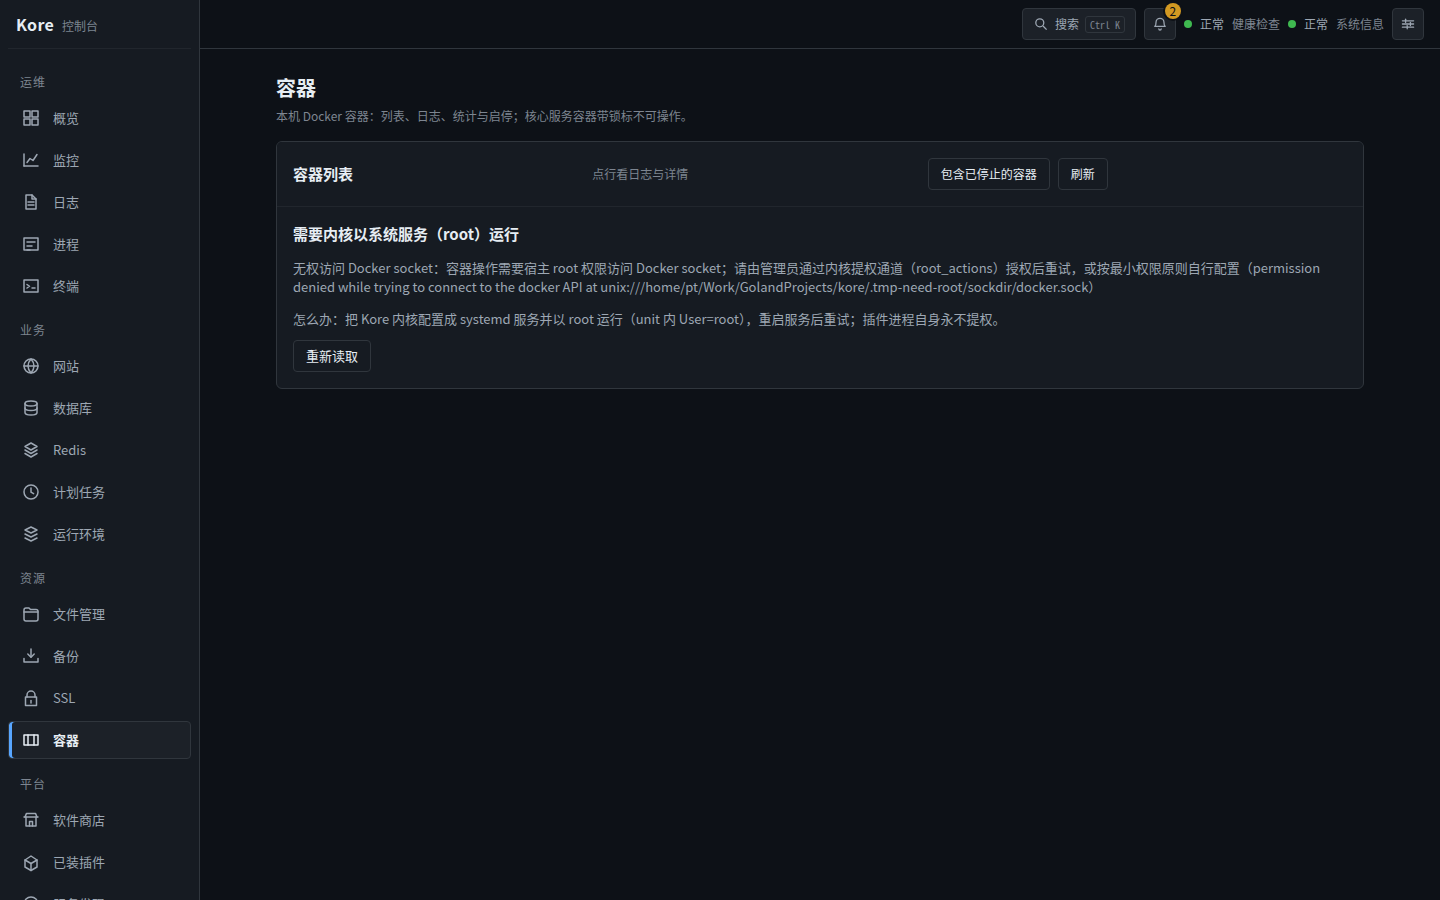 Kore 控制台
搜索 Ctrl K
2
正常 健康检查 正常 系统信息
运维
概览
监控
日志
进程
终端
业务
网站
数据库
Redis
计划任务
运行环境
资源
文件管理
备份
SSL
容器
平台
软件商店
已装插件
容器
本机 Docker 容器：列表、日志、统计与启停；核心服务容器带锁标不可操作。
容器列表 点行看日志与详情 包含已停止的容器 刷新
需要内核以系统服务（root）运行
无权访问 Docker socket：容器操作需要宿主 root 权限访问 Docker socket；请由管理员通过内核提权通道（root_actions）授权后重试，或按最小权限原则自行配置（permission
denied while trying to connect to the docker API at unix:///home/pt/Work/GolandProjects/kore/.tmp-need-root/sockdir/docker.sock）
怎么办：把 Kore 内核配置成 systemd 服务并以 root 运行（unit 内 User=root），重启服务后重试；插件进程自身永不提权。
重新读取